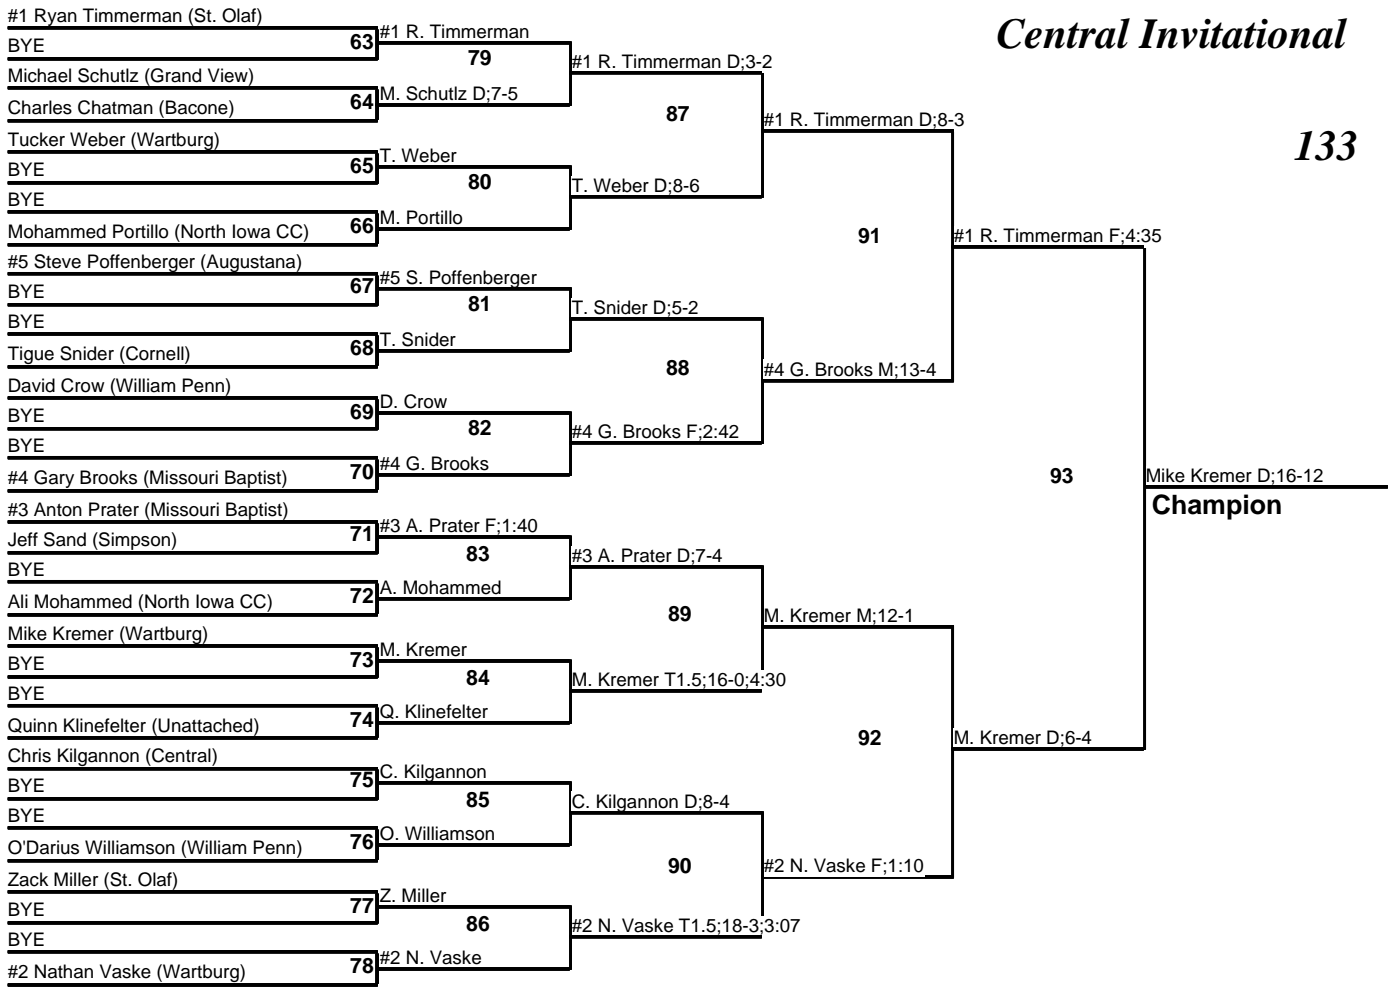 Central Invitational
133
#1 Ryan Timmerman (St. Olaf)
BYE
Michael Schutlz (Grand View)
Charles Chatman (Bacone)
Tucker Weber (Wartburg)
BYE
BYE
Mohammed Portillo (North Iowa CC)
#5 Steve Poffenberger (Augustana)
BYE
BYE
Tigue Snider (Cornell)
David Crow (William Penn)
BYE
BYE
#4 Gary Brooks (Missouri Baptist)
#3 Anton Prater (Missouri Baptist)
Jeff Sand (Simpson)
BYE
Ali Mohammed (North Iowa CC)
Mike Kremer (Wartburg)
BYE
BYE
Quinn Klinefelter (Unattached)
Chris Kilgannon (Central)
BYE
BYE
O'Darius Williamson (William Penn)
Zack Miller (St. Olaf)
BYE
BYE
#2 Nathan Vaske (Wartburg)
63
64
65
66
67
68
69
70
71
72
73
74
75
76
77
78
#1 R. Timmerman
M. Schutlz D;7-5
T. Weber
M. Portillo
#5 S. Poffenberger
T. Snider
D. Crow
#4 G. Brooks
#3 A. Prater F;1:40
A. Mohammed
M. Kremer
Q. Klinefelter
C. Kilgannon
O. Williamson
Z. Miller
#2 N. Vaske
79
80
81
82
83
84
85
86
#1 R. Timmerman D;3-2
T. Weber D;8-6
T. Snider D;5-2
#4 G. Brooks F;2:42
#3 A. Prater D;7-4
M. Kremer T1.5;16-0;4:30
C. Kilgannon D;8-4
#2 N. Vaske T1.5;18-3;3:07
87
88
89
90
#1 R. Timmerman D;8-3
#4 G. Brooks M;13-4
M. Kremer M;12-1
#2 N. Vaske F;1:10
91
92
#1 R. Timmerman F;4:35
M. Kremer D;6-4
93
Mike Kremer D;16-12
Champion